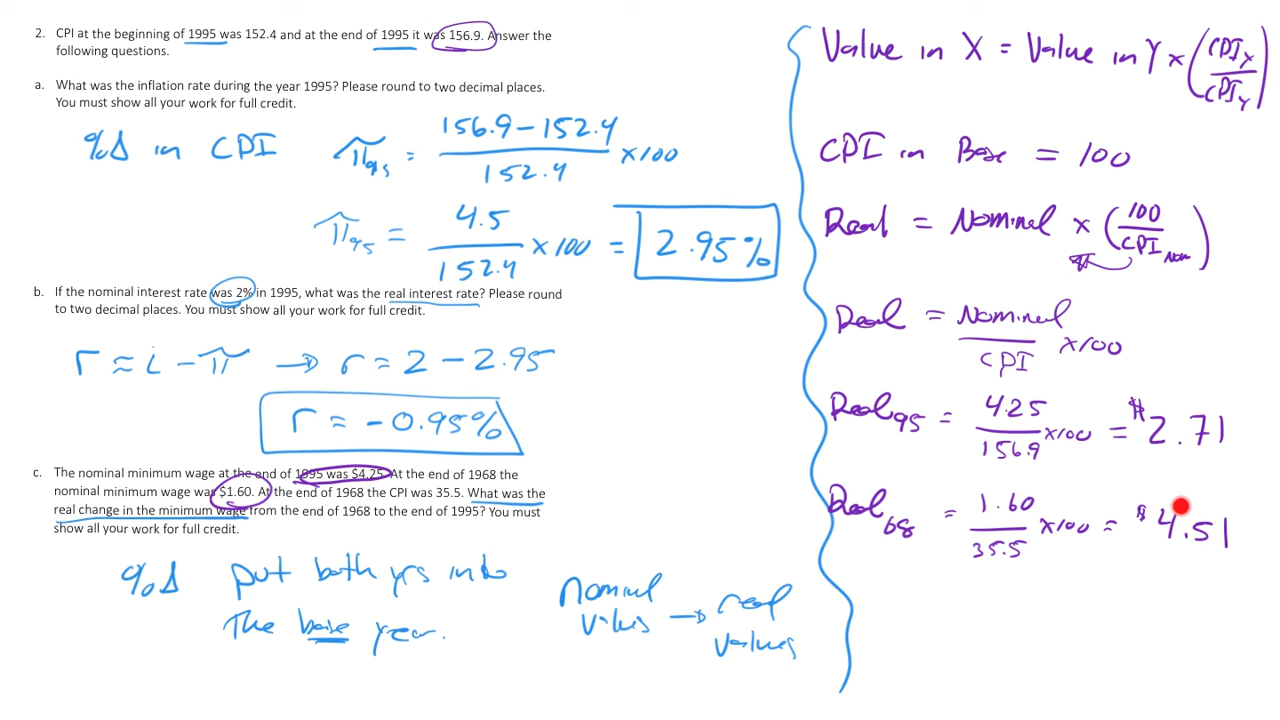 2. CPI at the beginning of 1995 was 152.4 and at the end of 1995 it was 156.9. Answer the
following questions.
a. What was the inflation rate during the year 1995? Please round to two decimal places.
You must show all your work for full credit.
%Δ in CPI π95 = (156.9 - 152.4)/152.4 × 100
π95 = 4.5/152.4 × 100 = 2.95%
b. If the nominal interest rate was 2% in 1995, what was the real interest rate? Please round
to two decimal places. You must show all your work for full credit.
r ≈ i - π → r = 2 - 2.95
r = -0.95%
c. The nominal minimum wage at the end of 1995 was $4.25. At the end of 1968 the
nominal minimum wage was $1.60. At the end of 1968 the CPI was 35.5. What was the
real change in the minimum wage from the end of 1968 to the end of 1995? You must
show all your work for full credit.
%Δ put both yrs into
the base year.
nominal
values → real
values
Value in X = Value in Y × (CPIX/CPIY)
CPI in Base = 100
Real = Nominal × (100/CPI Nom)
Real = Nominal/CPI × 100
Real95 = 4.25/156.9 × 100 = $2.71
Real68 = 1.60/35.5 × 100 = $4.51